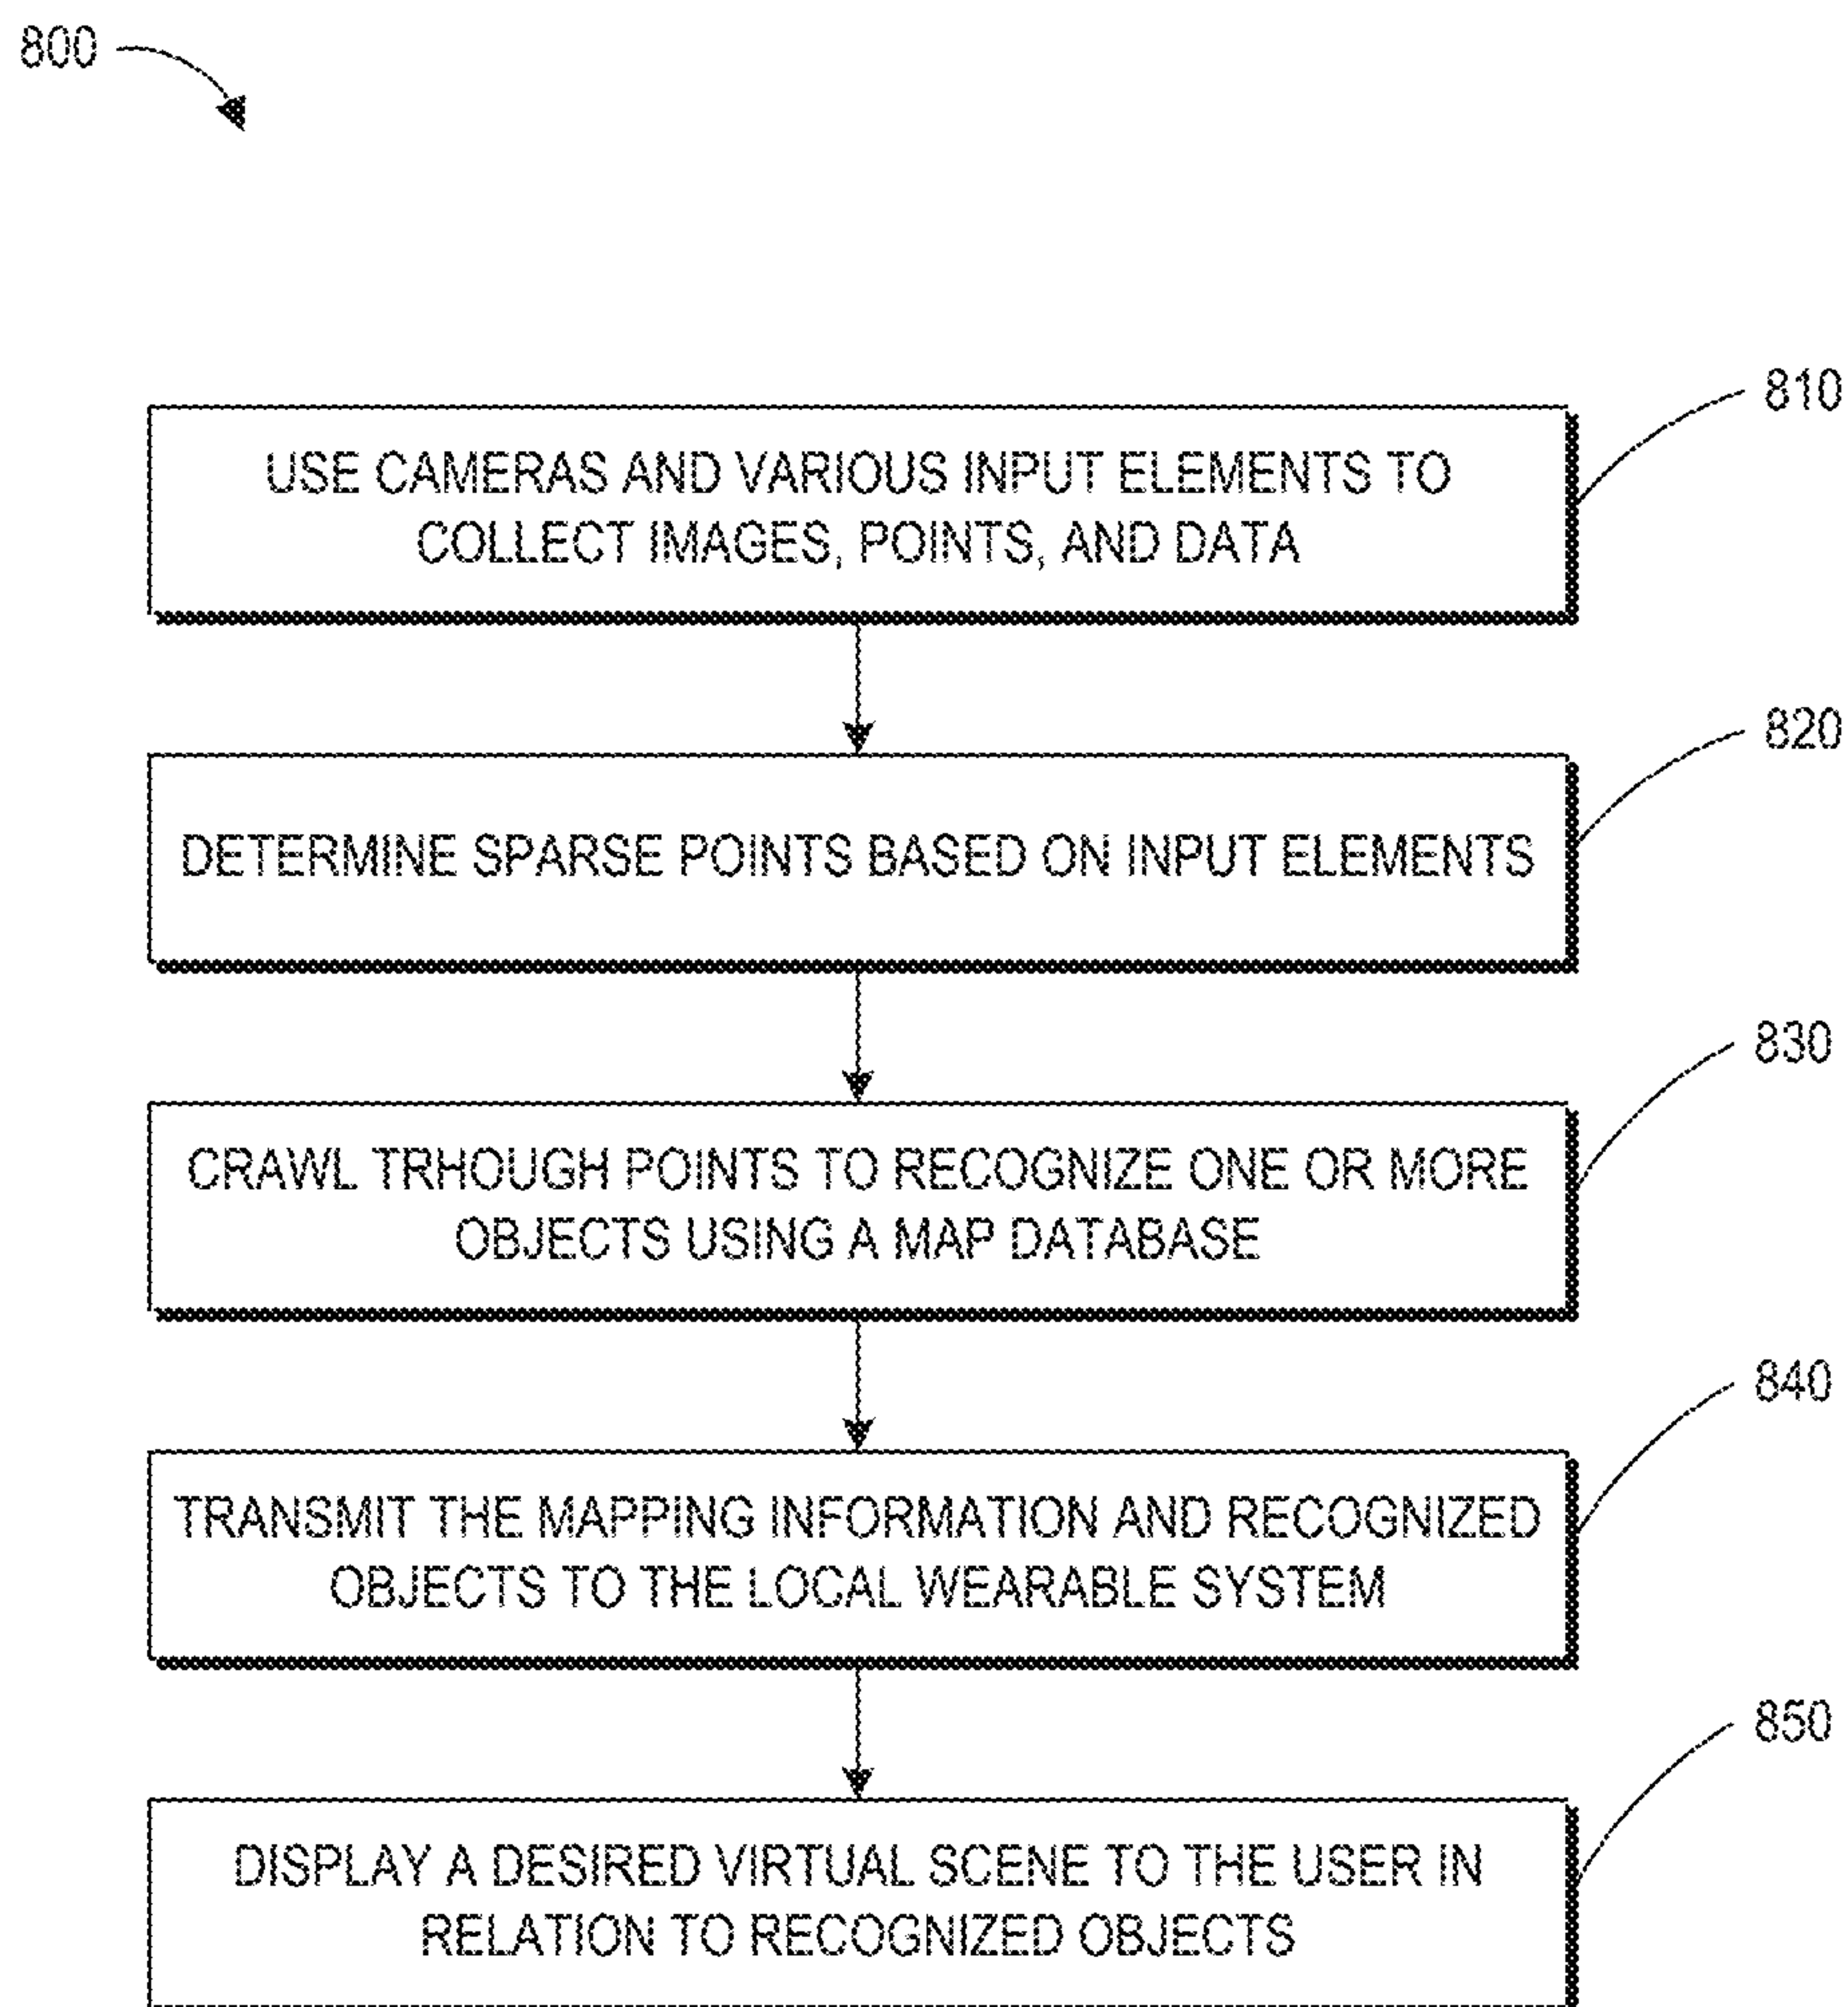 800
810
USE CAMERAS AND VARIOUS INPUT ELEMENTS TO
COLLECT IMAGES, POINTS, AND DATA
820
DETERMINE SPARSE POINTS BASED ON INPUT ELEMENTS
830
CRAWL TRHOUGH POINTS TO RECOGNIZE ONE OR MORE
OBJECTS USING A MAP DATABASE
840
TRANSMIT THE MAPPING INFORMATION AND RECOGNIZED
OBJECTS TO THE LOCAL WEARABLE SYSTEM
850
DISPLAY A DESIRED VIRTUAL SCENE TO THE USER IN
RELATION TO RECOGNIZED OBJECTS